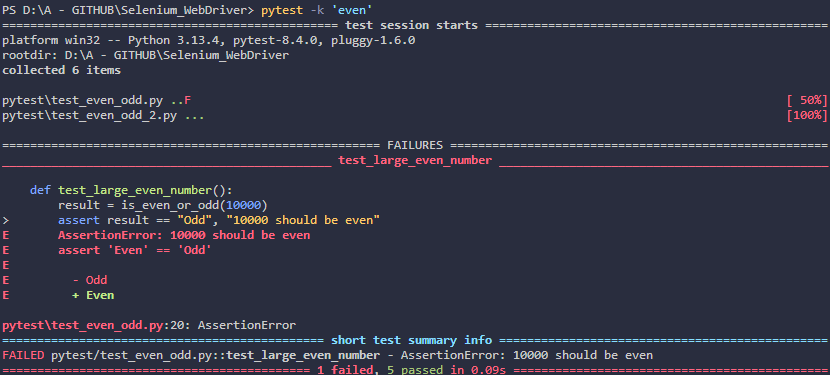 PS D:\A - GITHUB\Selenium_WebDriver> pytest -k 'even'
================================================ test session starts =================================================
platform win32 -- Python 3.13.4, pytest-8.4.0, pluggy-1.6.0
rootdir: D:\A - GITHUB\Selenium_WebDriver
collected 6 items
pytest\test_even_odd.py ..F [ 50%]
pytest\test_even_odd_2.py ... [100%]
====================================================== FAILURES ======================================================
_______________________________________________ test_large_even_number _______________________________________________
def test_large_even_number():
result = is_even_or_odd(10000)
> assert result == "Odd", "10000 should be even"
E AssertionError: 10000 should be even
E assert 'Even' == 'Odd'
E
E - Odd
E + Even
pytest\test_even_odd.py:20: AssertionError
============================================== short test summary info ===============================================
FAILED pytest/test_even_odd.py::test_large_even_number - AssertionError: 10000 should be even
============================================ 1 failed, 5 passed in 0.09s =============================================